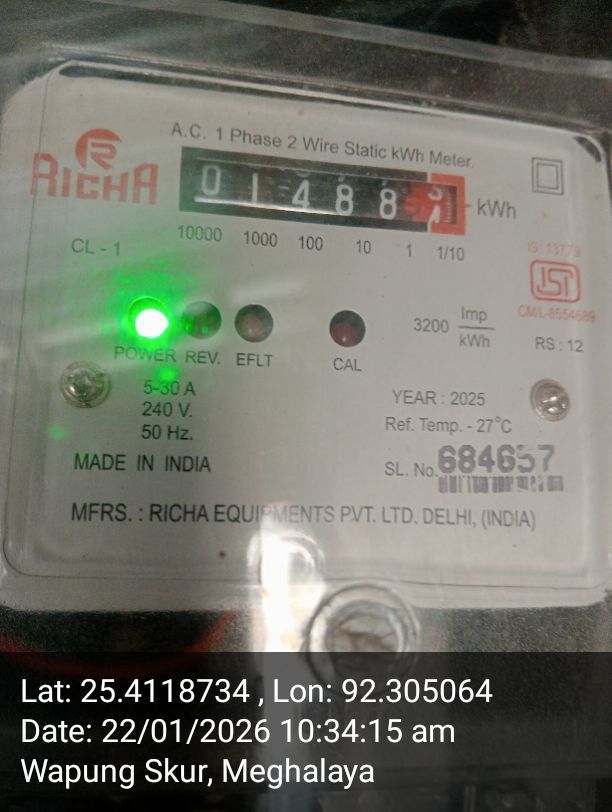 A.C. 1 Phase 2 Wire Static kWh Meter.
RICHA
0 1 4 8 8 kWh
10000 1000 100 10 1 1/10
CL - 1
IS: 13779
ISI
CM/L-8554689
3200 Imp/kWh
RS : 12
POWER REV. EFLT CAL
5-30 A
240 V.
50 Hz.
YEAR : 2025
Ref. Temp. - 27°C
MADE IN INDIA
SL. No. 684657
MFRS. : RICHA EQUIPMENTS PVT. LTD. DELHI, (INDIA)
Lat: 25.4118734 , Lon: 92.305064
Date: 22/01/2026 10:34:15 am
Wapung Skur, Meghalaya